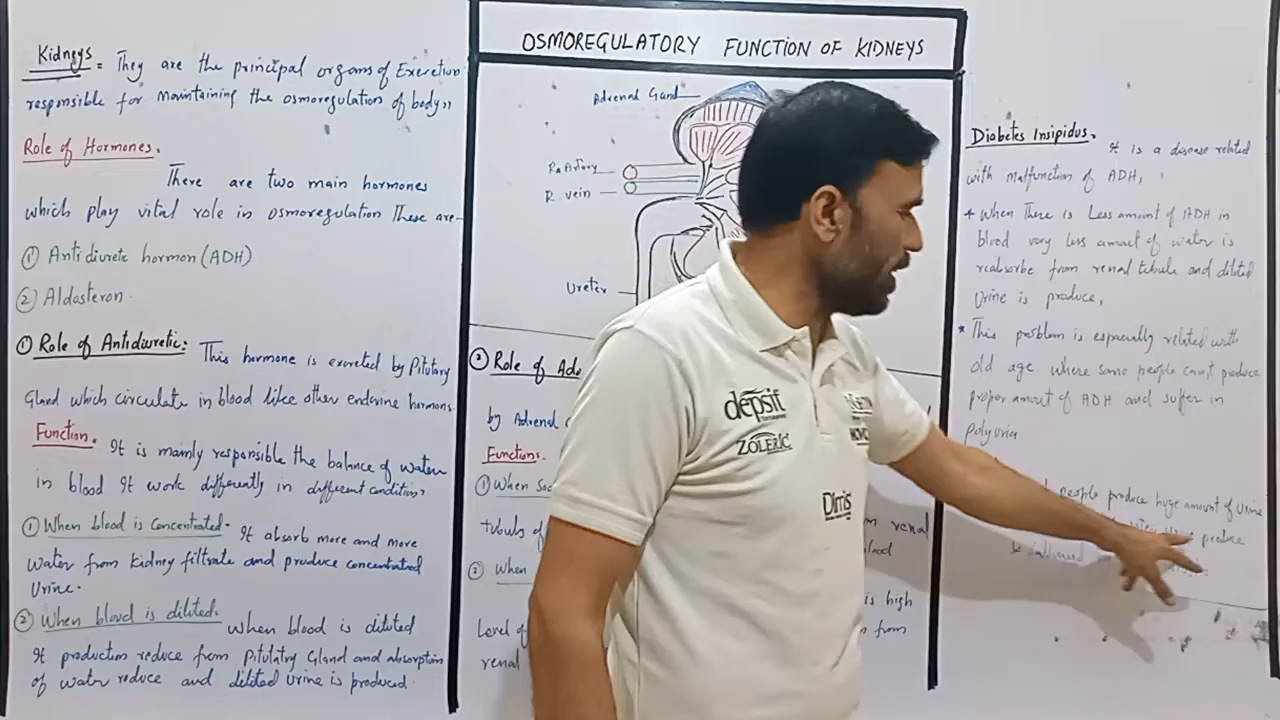 Kidneys = They are the principal organs of Excretion
responsible for maintaining the osmoregulation of body,,
Role of Hormones.
There are two main hormones
which play vital role in osmoregulation These are
① Antidiuretc hormon (ADH)
② Aldosteron.
① Role of Antidiuretic: This hormone is excreted by Pitutary
Gland which circulate in blood like other endcrine hormons.
Function. It is mainly responsible the balance of water
in blood It work differently in different conditions
① When blood is concentrated. It absorb more and more
water from Kidney filtrate and produce concentrated
Urine.
② When blood is diluted. when blood is diluted
It production reduce from Pitutatry Gland and absorption
of water reduce and diluted urine is produced.
OSMOREGULATORY FUNCTION OF KIDNEYS
Adrenal Gand
R. vein
Ureter
② Role of
by Adrenal
Functions.
① When
tubuls of
renal
blood
② When
is high
Level of
from
renal
depsit
ZOLERIC
Dirris
Diabetes Insipidus. It is a disease related
with malfunction of ADH,
* When There is Less amount of ADH in
blood very less amout of water is
reabsorbe from renal tubule and diluted
Urine is produce,
* This problem is especially related with
old age where some people can,t produce
proper amount of ADH and suffer in
Polyuria
people produce huge amount of Urine
produce